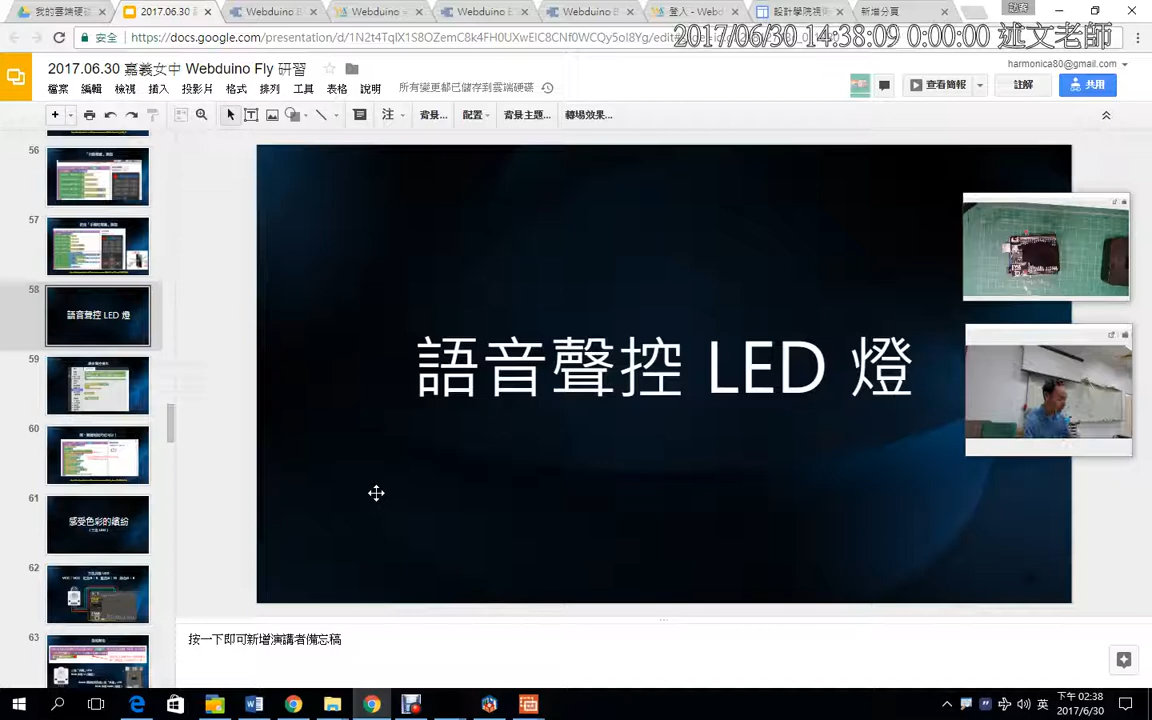 我的雲端硬碟
2017.06.30
Webduino E
Webduino
Webduino E
Webduino E
登入 - Webd
設計學院視
新增分頁
訪客
安全
https://docs.google.com/presentation/d/
2017/06/30 14:38:09 0:00:00 述文老師
2017.06.30 嘉義女中 Webduino Fly 研習
harmonica80@gmail.com
檔案 編輯 檢視 插入 投影片 格式 排列 工具 表格 說明
所有變更都已儲存到雲端硬碟
查看簡報
註解
共用
注
背景...
配置
背景主題...
轉場效果...
56
57
58
語音聲控 LED 燈
59
60
61
感受色彩的繽紛
62
63
語音聲控 LED 燈
按一下即可新增演講者備忘稿
英
下午 02:38
2017/6/30